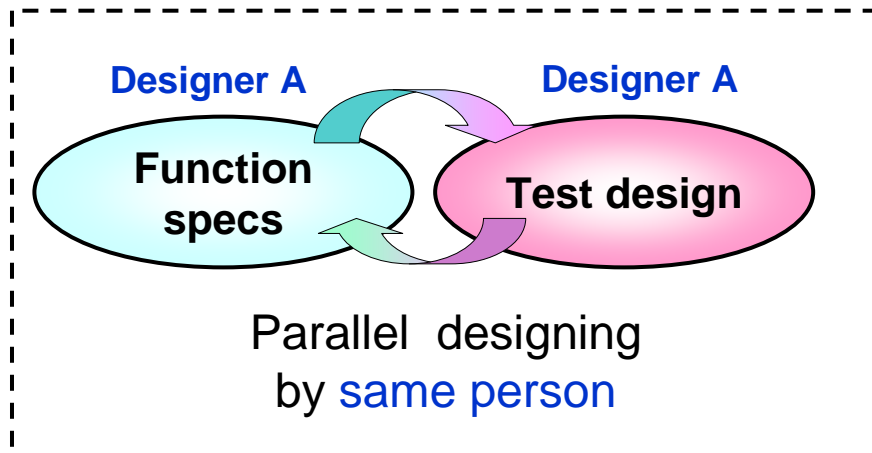 Designer A
Designer A
Function
specs
Test design
Parallel designing
by same person